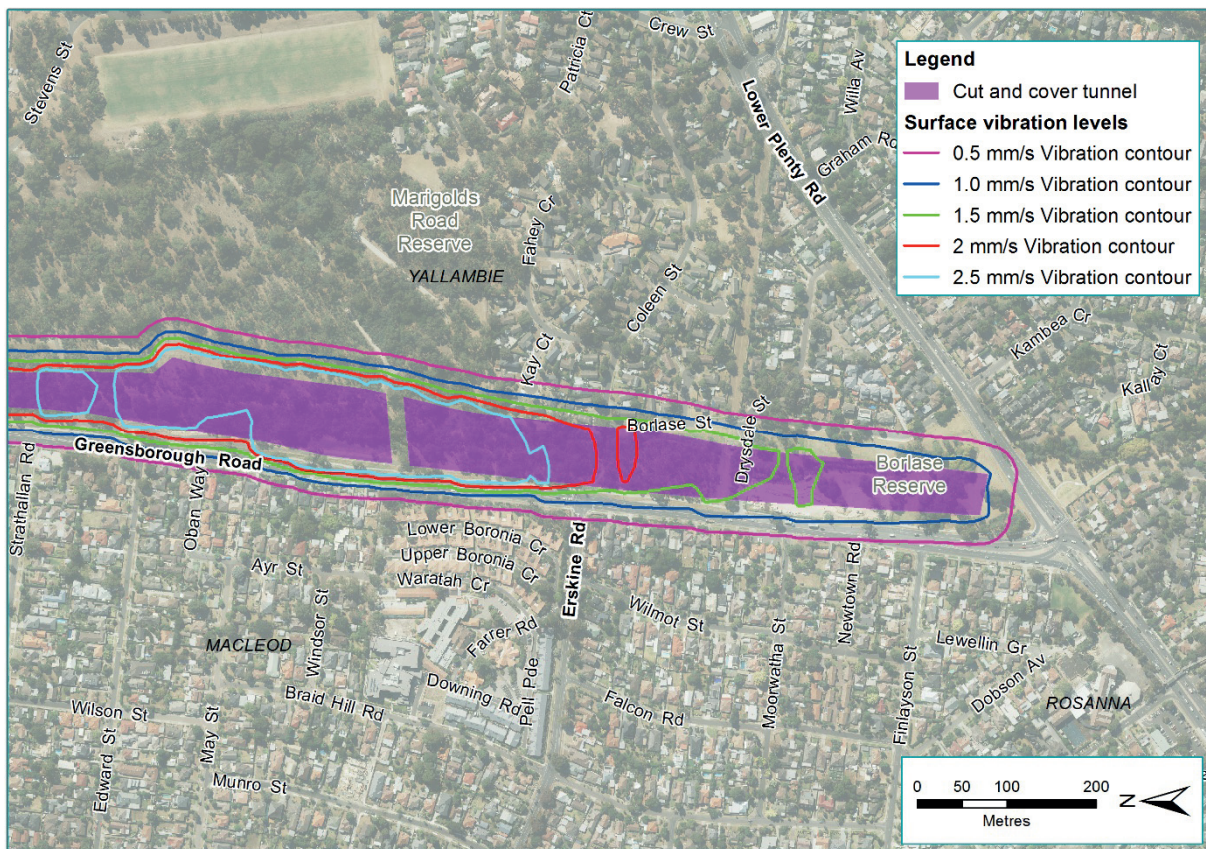 Stevens St
Patricia Ct
Crew St
Lower Plenty Rd
Willa Av
Graham Rd
Legend
Cut and cover tunnel
Surface vibration levels
0.5 mm/s Vibration contour
1.0 mm/s Vibration contour
1.5 mm/s Vibration contour
2 mm/s Vibration contour
2.5 mm/s Vibration contour
Marigolds
Road
Reserve
YALLAMBIE
Fahey Cr
Coleen St
Kay Ct
Kambea Cr
Kallay Ct
Borlase St
Drysdale St
Borlase
Reserve
Greensborough Road
Strathallan Rd
Oban Way
Ayr St
Windsor St
Lower Boronia Cr
Upper Boronia Cr
Waratah Cr
Erskine Rd
Farrer Rd
Wilmot St
Newtown Rd
MACLEOD
Braid Hill Rd
Downing Rd
Pell Pde
Falcon Rd
Moorwatha St
Finlayson St
Lewellin Gr
Dobson Av
ROSANNA
Wilson St
Edward St
May St
Munro St
0 50 100 200
Metres
N